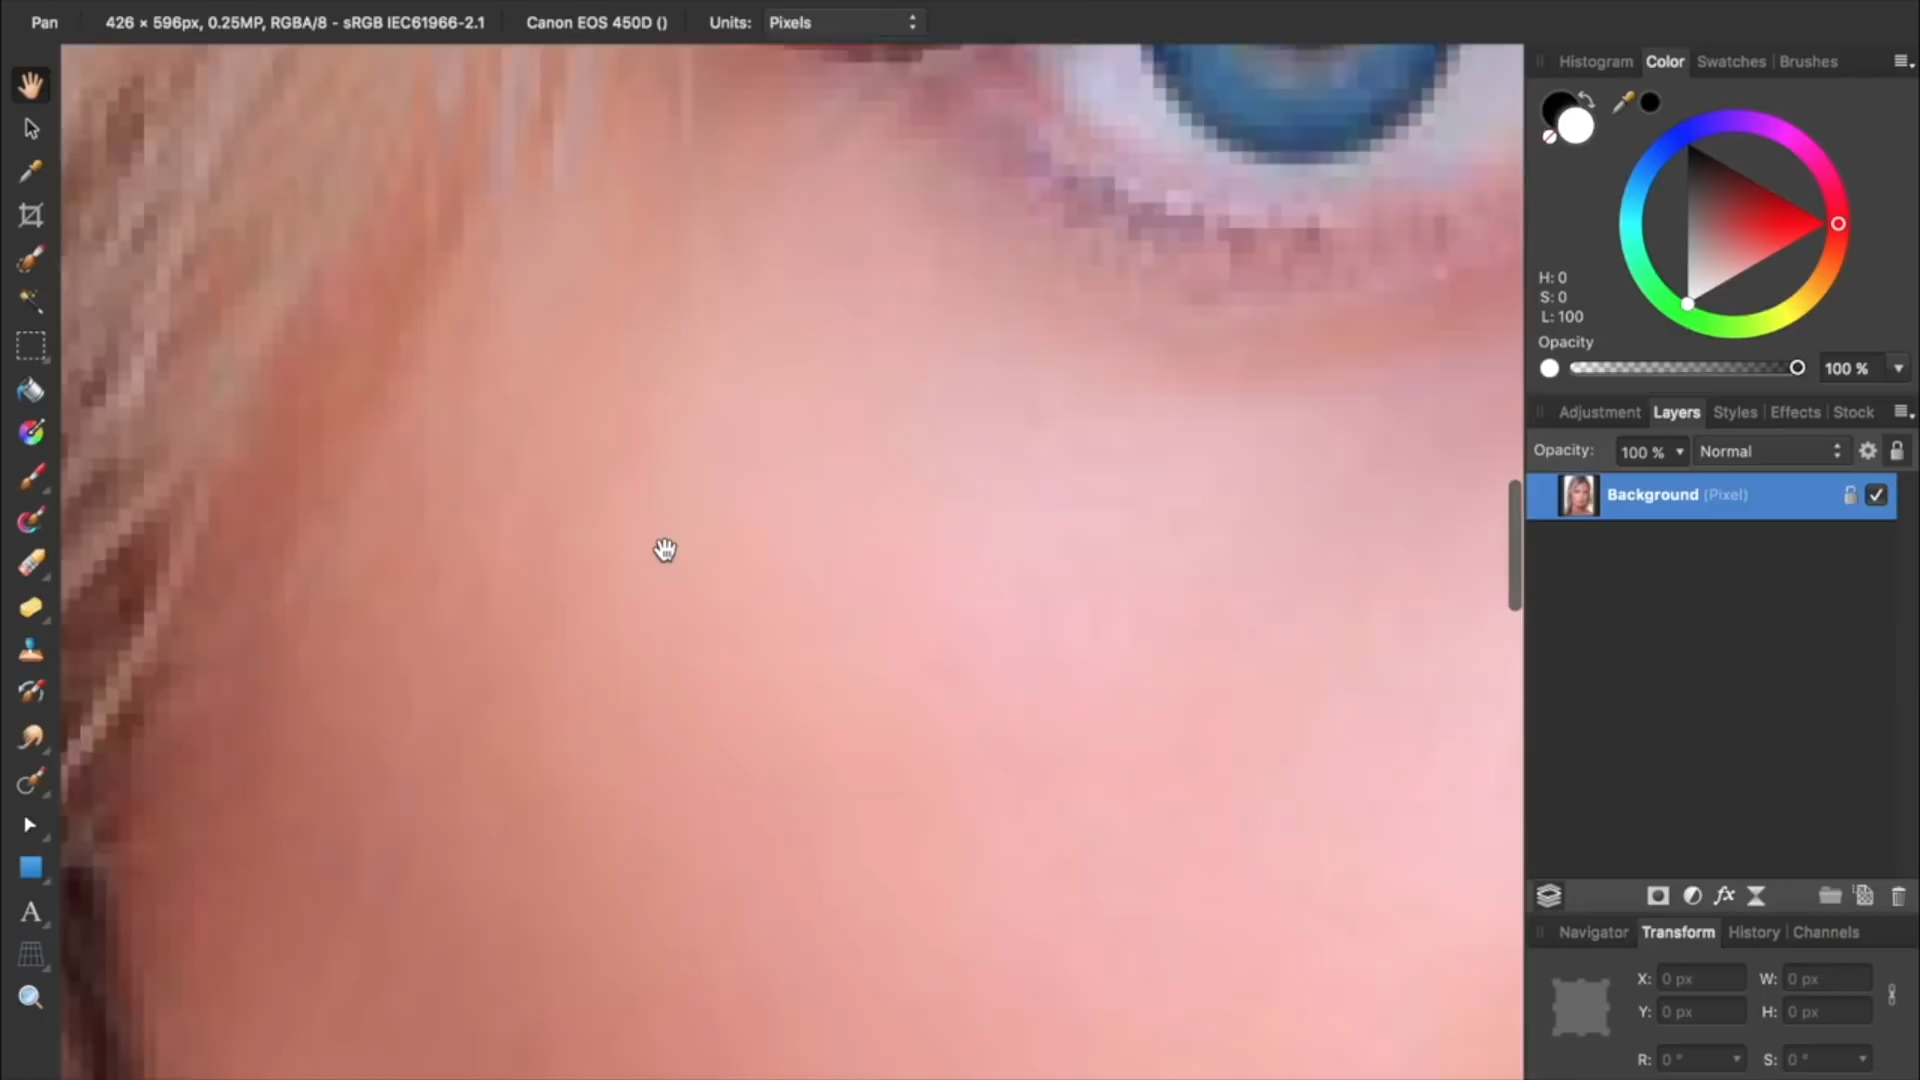 Pan 426 × 596px, 0.25MP, RGBA/8 - sRGB IEC61966-2.1 Canon EOS 450D () Units: Pixels
Histogram Color Swatches Brushes
H: 0
S: 0
L: 100
Opacity
100 %
Adjustment Layers Styles Effects Stock
Opacity: 100 % Normal
Background (Pixel)
fx
Navigator Transform History Channels
X: 0 px W: 0 px
Y: 0 px H: 0 px
R: 0 ° S: 0 °
A